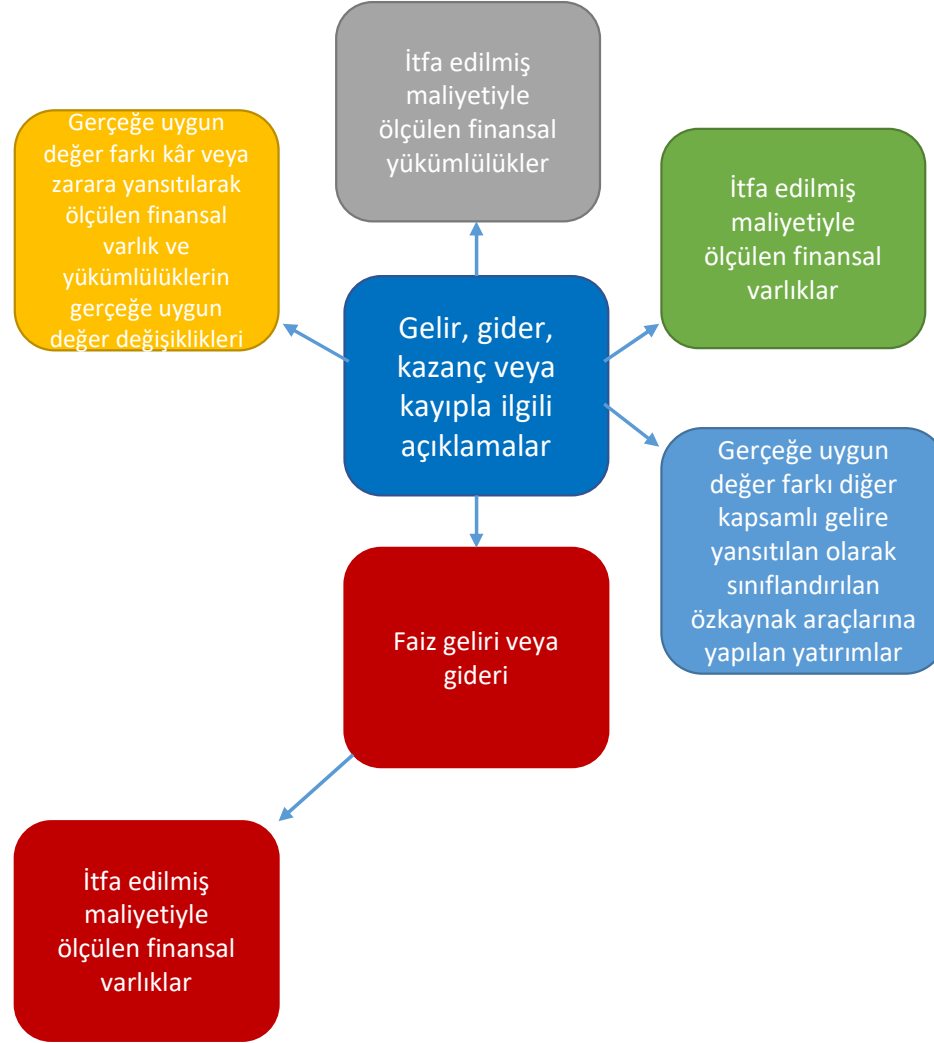 İtfa edilmiş
maliyetiyle
ölçülen finansal
yükümlülükler
Gerçeğe uygun
değer farkı kâr veya
zarara yansıtılarak
ölçülen finansal
varlık ve
yükümlülüklerin
gerçeğe uygun
değer değişiklikleri
İtfa edilmiş
maliyetiyle
ölçülen finansal
varlıklar
Gelir, gider,
kazanç veya
kayıpla ilgili
açıklamalar
Gerçeğe uygun
değer farkı diğer
kapsamlı gelire
yansıtılan olarak
sınıflandırılan
özkaynak araçlarına
yapılan yatırımlar
Faiz geliri veya
gideri
İtfa edilmiş
maliyetiyle
ölçülen finansal
varlıklar